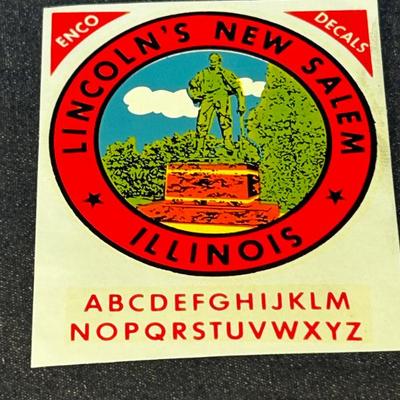 ENCO
DECALS
LINCOLN'S NEW SALEM
ILLINOIS
ABCDEFGHIJKLM
NOPQRSTUVWXYZ